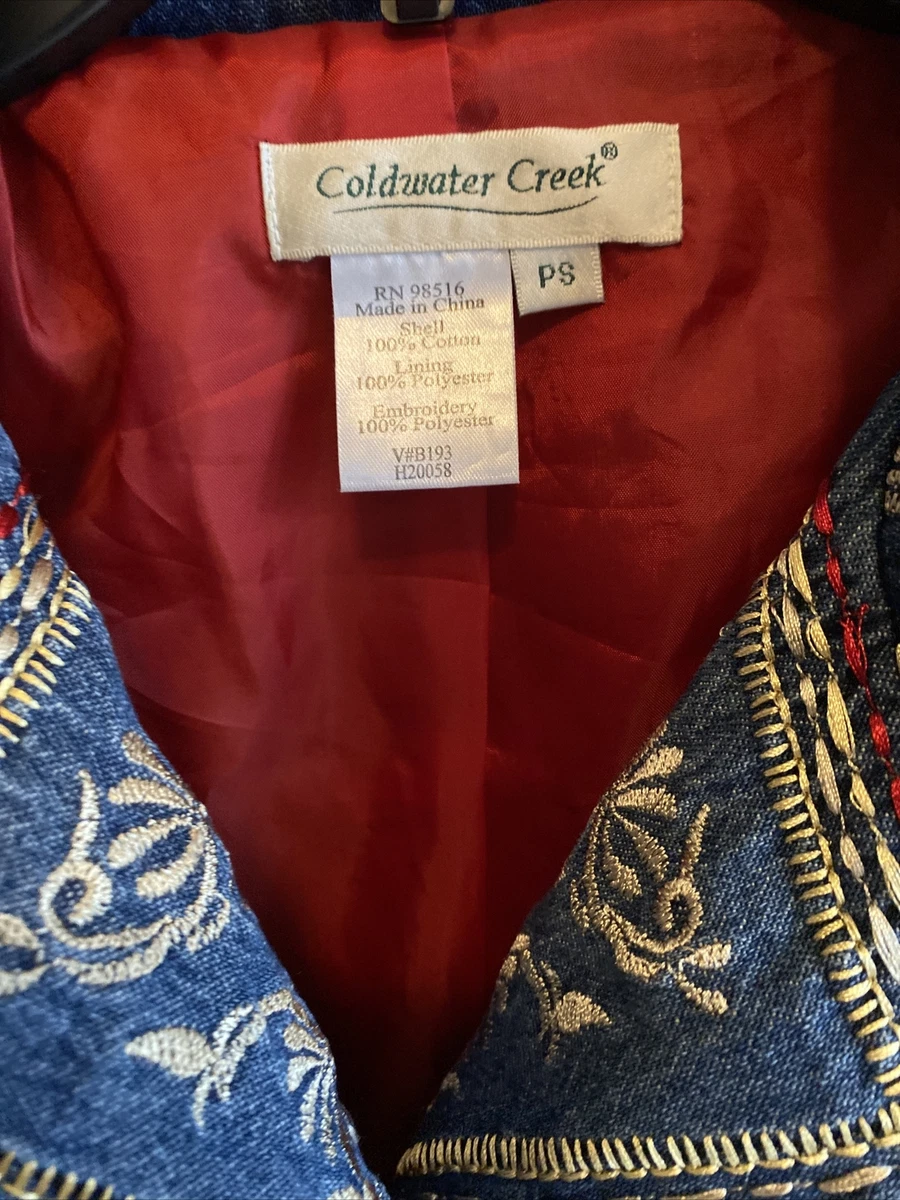 Coldwater Creek®
PS
RN 98516
Made in China
Shell
100% Cotton
Lining
100% Polyester
Embroidery
100% Polyester
V#B193
H20058